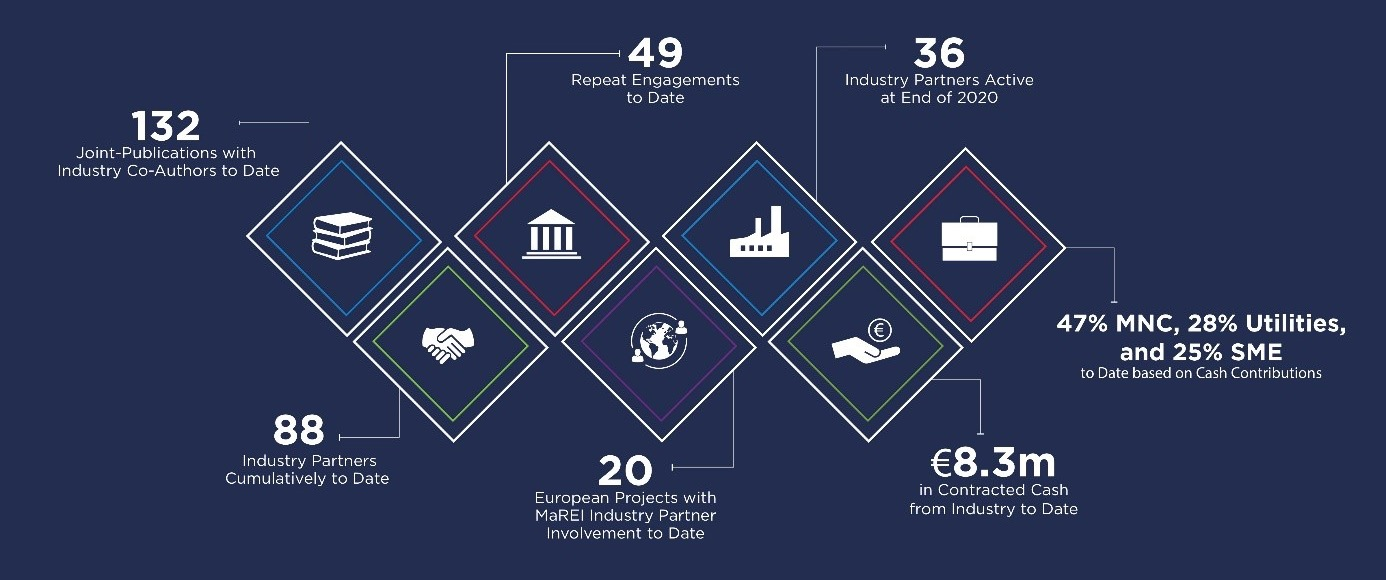 132
Joint-Publications with
Industry Co-Authors to Date
49
Repeat Engagements
to Date
36
Industry Partners Active
at End of 2020
€
47% MNC, 28% Utilities,
and 25% SME
to Date based on Cash Contributions
88
Industry Partners
Cumulatively to Date
20
European Projects with
MaREI Industry Partner
Involvement to Date
€8.3m
in Contracted Cash
from Industry to Date